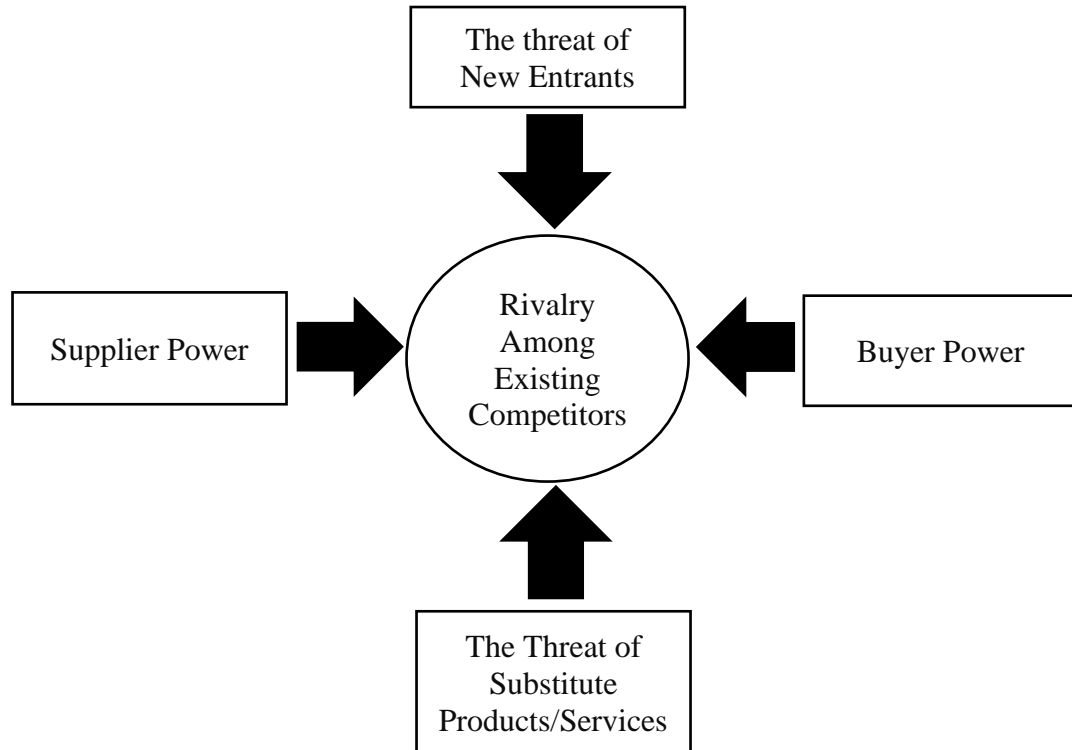 The threat of
New Entrants
Supplier Power
Rivalry
Among
Existing
Competitors
Buyer Power
The Threat of
Substitute
Products/Services